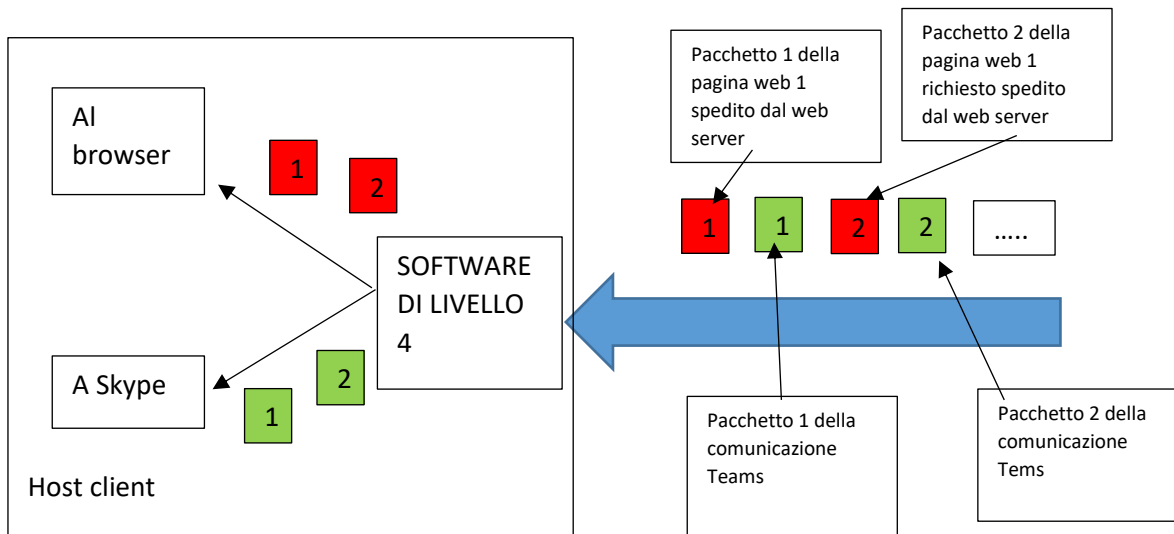 Al
browser
1
2
SOFTWARE
DI LIVELLO
4
A Skype
2
1
Host client
Pacchetto 1 della
pagina web 1
spedito dal web
server
Pacchetto 2 della
pagina web 1
richiesto spedito
dal web server
1
1
2
2
.....
Pacchetto 1 della
comunicazione
Teams
Pacchetto 2 della
comunicazione
Tems